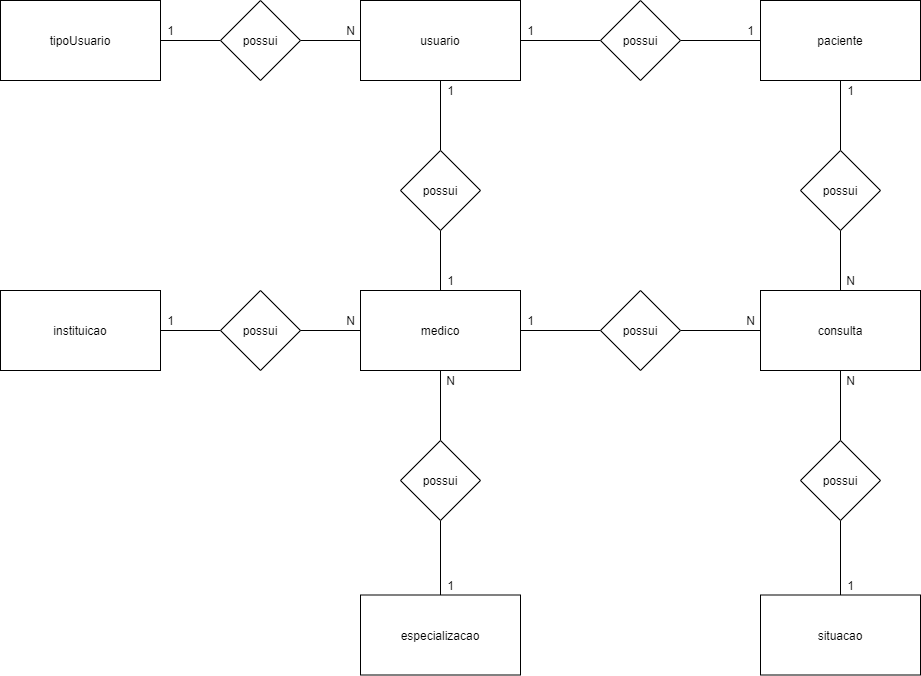 tipoUsuario 1 possui N usuario 1 possui 1 paciente
1 1
possui possui
1 N
instituicao 1 possui N medico 1 possui N consulta
N N
possui possui
1 1
especializacao situacao